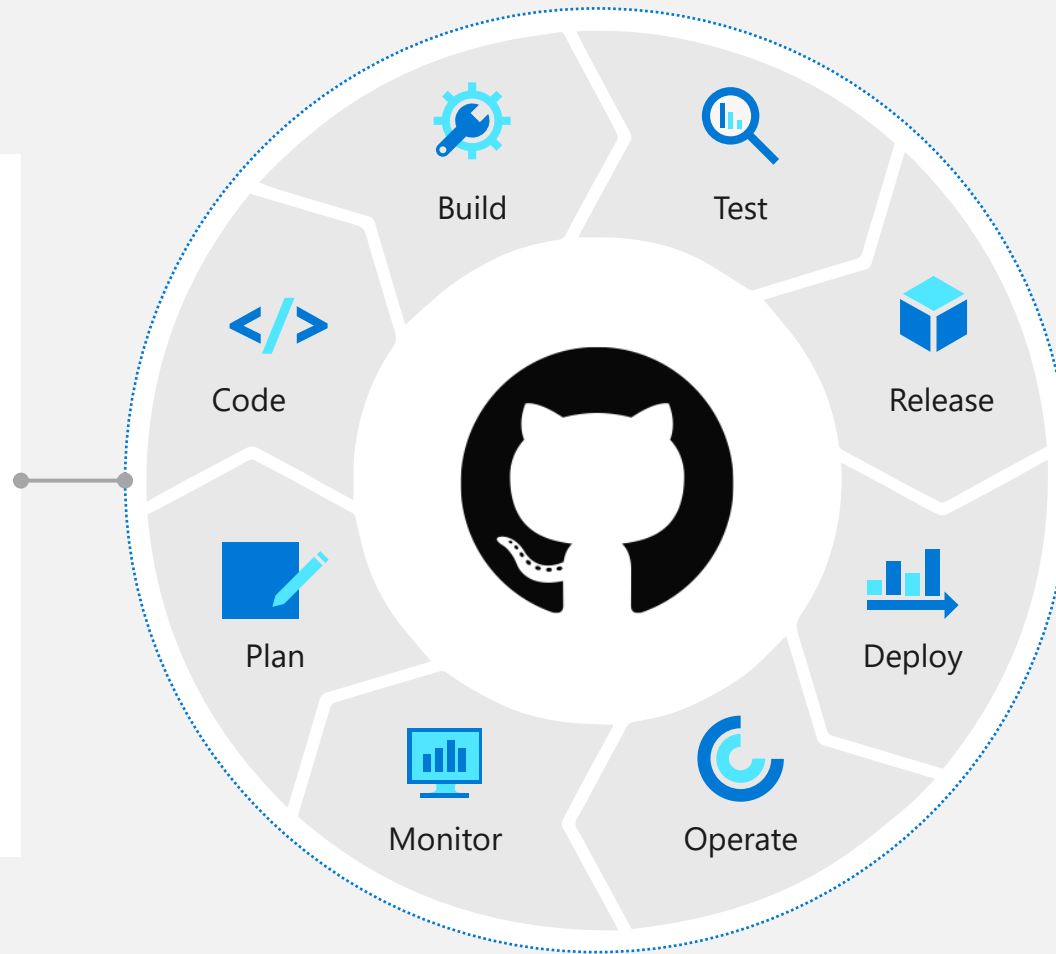 Build
Test
Code
Release
Plan
Deploy
Monitor
Operate